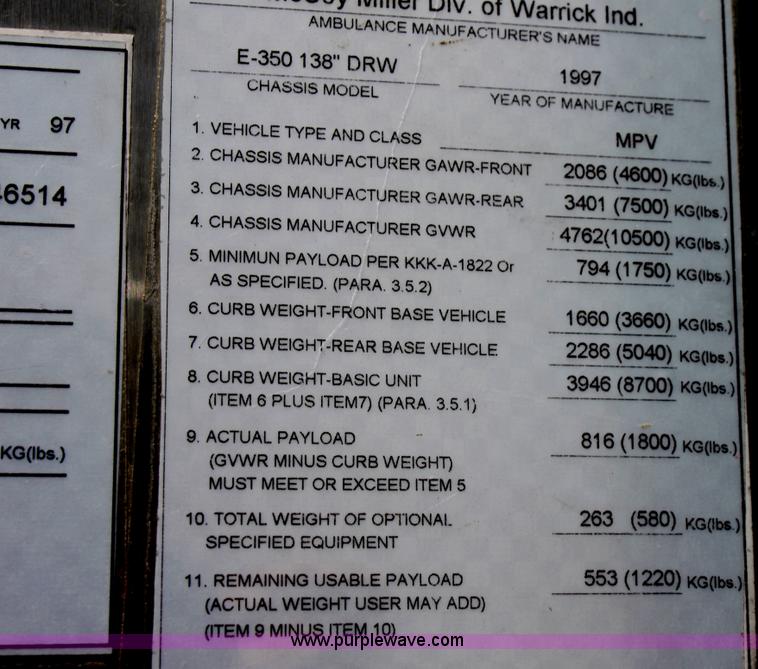 Miller Div. of Warrick Ind.
AMBULANCE MANUFACTURER'S NAME
E-350 138" DRW
1997
CHASSIS MODEL
YEAR OF MANUFACTURE
YR 97
46514
KG(lbs.)
1. VEHICLE TYPE AND CLASS MPV
2. CHASSIS MANUFACTURER GAWR-FRONT 2086 (4600) KG(lbs.)
3. CHASSIS MANUFACTURER GAWR-REAR 3401 (7500) KG(lbs.)
4. CHASSIS MANUFACTURER GVWR 4762(10500) KG(lbs.)
5. MINIMUN PAYLOAD PER KKK-A-1822 Or 794 (1750) KG(lbs.)
AS SPECIFIED. (PARA. 3.5.2)
6. CURB WEIGHT-FRONT BASE VEHICLE 1660 (3660) KG(lbs.)
7. CURB WEIGHT-REAR BASE VEHICLE 2286 (5040) KG(lbs.)
8. CURB WEIGHT-BASIC UNIT 3946 (8700) KG(lbs.)
(ITEM 6 PLUS ITEM7) (PARA. 3.5.1)
9. ACTUAL PAYLOAD 816 (1800) KG(lbs.)
(GVWR MINUS CURB WEIGHT)
MUST MEET OR EXCEED ITEM 5
10. TOTAL WEIGHT OF OPTIONAL 263 (580) KG(lbs.)
SPECIFIED EQUIPMENT
11. REMAINING USABLE PAYLOAD 553 (1220) KG(lbs.)
(ACTUAL WEIGHT USER MAY ADD)
(ITEM 9 MINUS ITEM 10)
www.purplewave.com